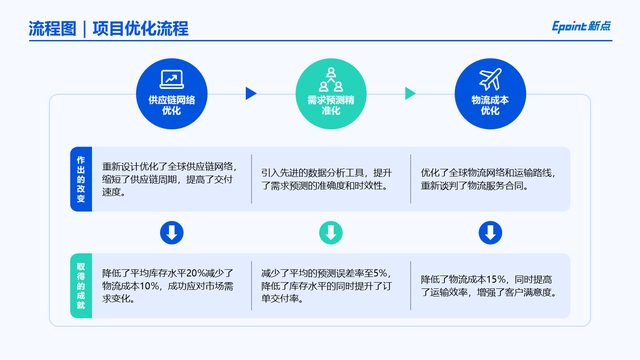 流程图｜项目优化流程
Epoint新点
供应链网络
优化
需求预测精
准化
物流成本
优化
作出的改变
重新设计优化了全球供应链网络，
缩短了供应链周期，提高了交付
速度。
引入先进的数据分析工具，提升
了需求预测的准确度和时效性。
优化了全球物流网络和运输路线，
重新谈判了物流服务合同。
取得的成就
降低了平均库存水平20%减少了
物流成本10%，成功应对市场需
求变化。
减少了平均的预测误差率至5%，
降低了库存水平的同时提升了订
单交付率。
降低了物流成本15%，同时提高
了运输效率，增强了客户满意度。